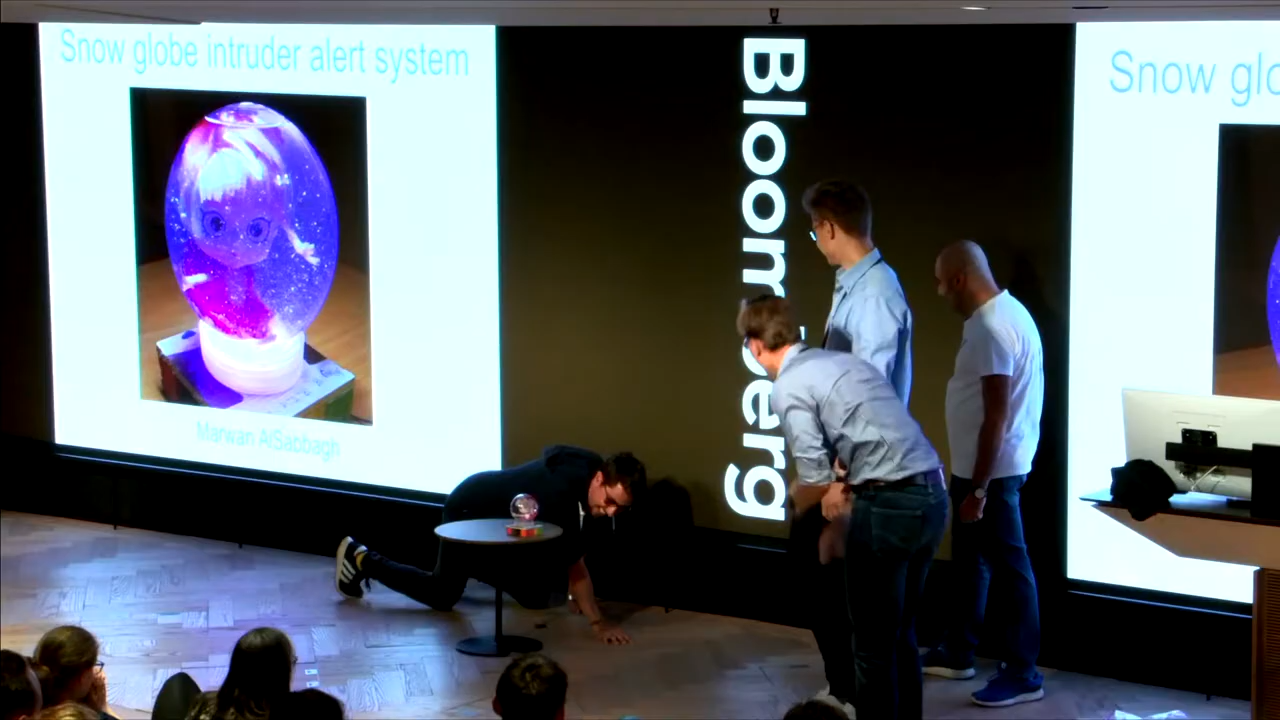 Snow globe intruder alert system
Marwan AlSabbagh
Bloomberg
Snow glo